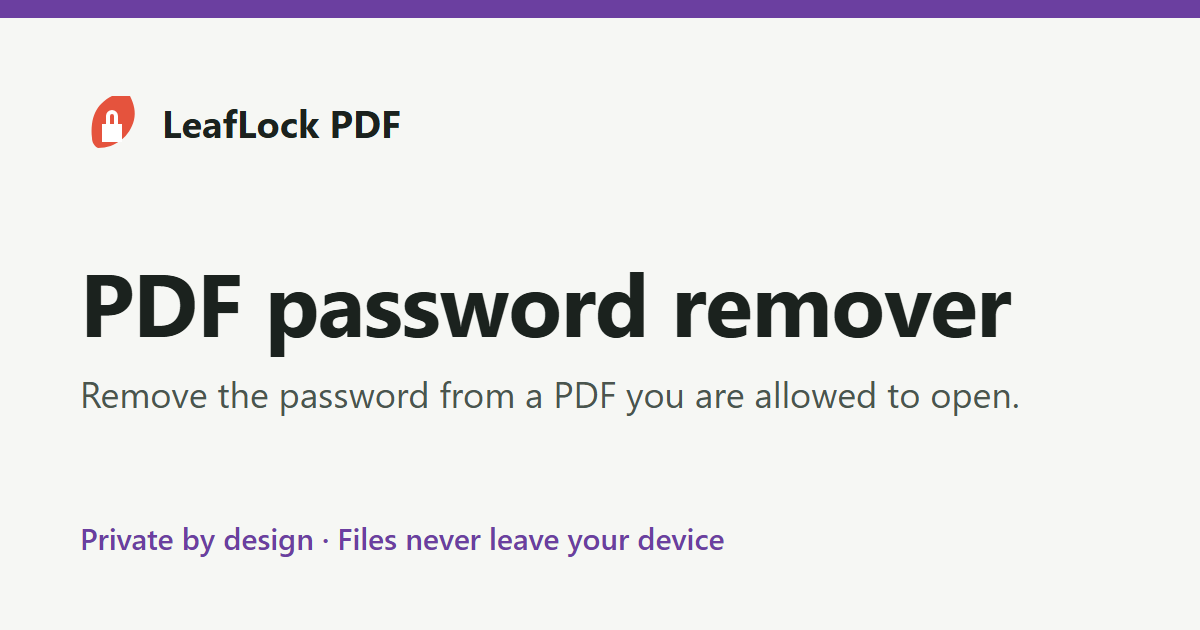 LeafLock PDF
PDF password remover
Remove the password from a PDF you are allowed to open.
Private by design · Files never leave your device